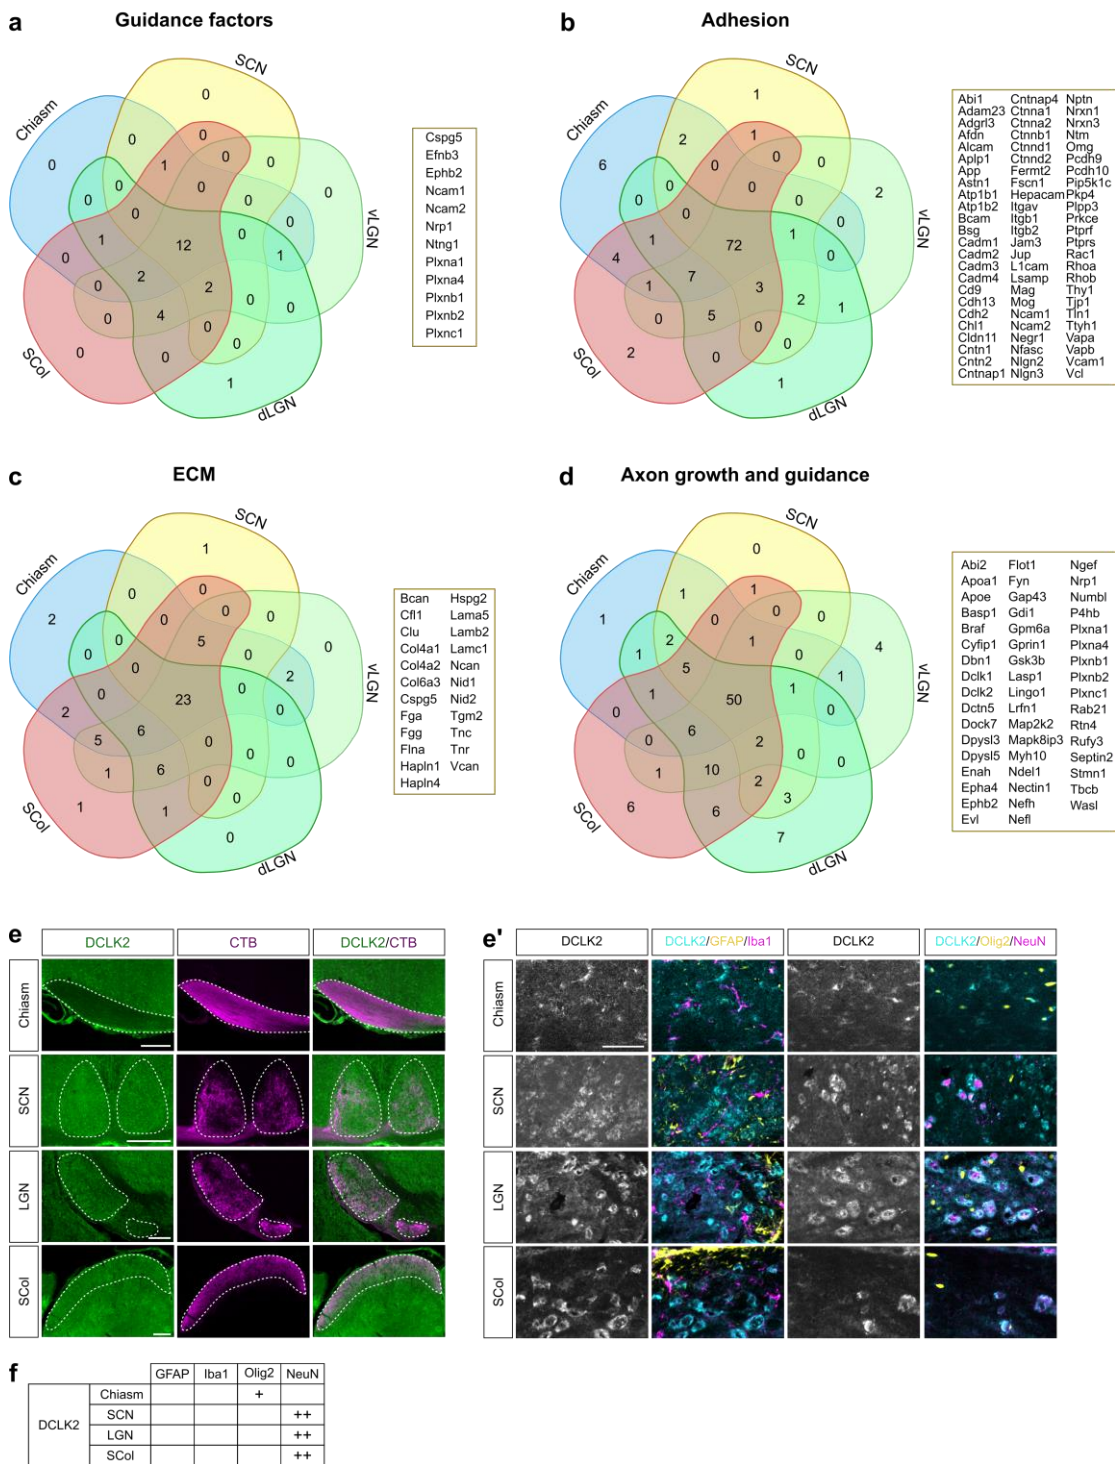 a Guidance factors
SCN
Chiasm
vLGN
dLGN
SCol
0
0
0
0
0
0
1
0
0
0
0
0
0
0
0
0
1
12
0
1
0
2
2
0
0
0
0
4
0
0
0
1
Cspg5
Efnb3
Ephb2
Ncam1
Ncam2
Nrp1
Ntng1
Plxna1
Plxna4
Plxnb1
Plxnb2
Plxnc1
b Adhesion
SCN
Chiasm
vLGN
dLGN
SCol
1
2
1
6
0
0
0
2
0
0
0
0
0
4
1
72
1
0
1
7
3
2
1
0
5
0
0
2
1
Abi1 Cntnap4 Nptn
Adam23 Ctnna1 Nrxn1
Adgrl3 Ctnna2 Nrxn3
Afdn Ctnnb1 Ntm
Alcam Ctnnd1 Omg
Aplp1 Ctnnd2 Pcdh9
App Fermt2 Pcdh10
Astn1 Fscn1 Pip5k1c
Atp1b1 Hepacam Pkp4
Atp1b2 Itgav Plpp3
Bcam Itgb1 Prkce
Bsg Itgb2 Ptprf
Cadm1 Jam3 Ptprs
Cadm2 Jup Rac1
Cadm3 L1cam Rhoa
Cadm4 Lsamp Rhob
Cd9 Mag Thy1
Cdh13 Mog Tjp1
Cdh2 Ncam1 Tln1
Chl1 Ncam2 Ttyh1
Cldn11 Negr1 Vapa
Cntn1 Nfasc Vapb
Cntn2 Nlgn2 Vcam1
Cntnap1 Nlgn3 Vcl
c ECM
SCN
Chiasm
vLGN
dLGN
SCol
1
0
0
2
0
0
5
0
0
0
0
2
0
2
0
23
0
0
5
6
0
0
0
1
6
0
0
1
1
0
Bcan Hspg2
Cfl1 Lama5
Clu Lamb2
Col4a1 Lamc1
Col4a2 Ncan
Col6a3 Nid1
Cspg5 Nid2
Fga Tgm2
Fgg Tnc
Flna Tnr
Hapln1 Vcan
Hapln4
d Axon growth and guidance
SCN
Chiasm
vLGN
dLGN
SCol
0
1
1
1
0
0
1
2
1
5
4
0
1
0
1
50
1
0
0
6
2
0
1
10
2
3
6
6
7
Abi2 Flot1 Ngef
Apoa1 Fyn Nrp1
Apoe Gap43 Numbl
Basp1 Gdi1 P4hb
Braf Gpm6a Plxna1
Cyfip1 Gprin1 Plxna4
Dbn1 Gsk3b Plxnb1
Dclk1 Lasp1 Plxnb2
Dclk2 Lingo1 Plxnc1
Dctn5 Lrfn1 Rab21
Dock7 Map2k2 Rtn4
Dpysl3 Mapk8ip3 Rufy3
Dpysl5 Myh10 Septin2
Enah Ndel1 Stmn1
Epha4 Nectin1 Tbcb
Ephb2 Nefh Wasl
Evl Nefl
e DCLK2 CTB DCLK2/CTB
Chiasm
SCN
LGN
SCol
e' DCLK2 DCLK2/GFAP/Iba1 DCLK2 DCLK2/Olig2/NeuN
Chiasm
SCN
LGN
SCol
f GFAP Iba1 Olig2 NeuN
DCLK2
Chiasm +
SCN ++
LGN ++
SCol ++